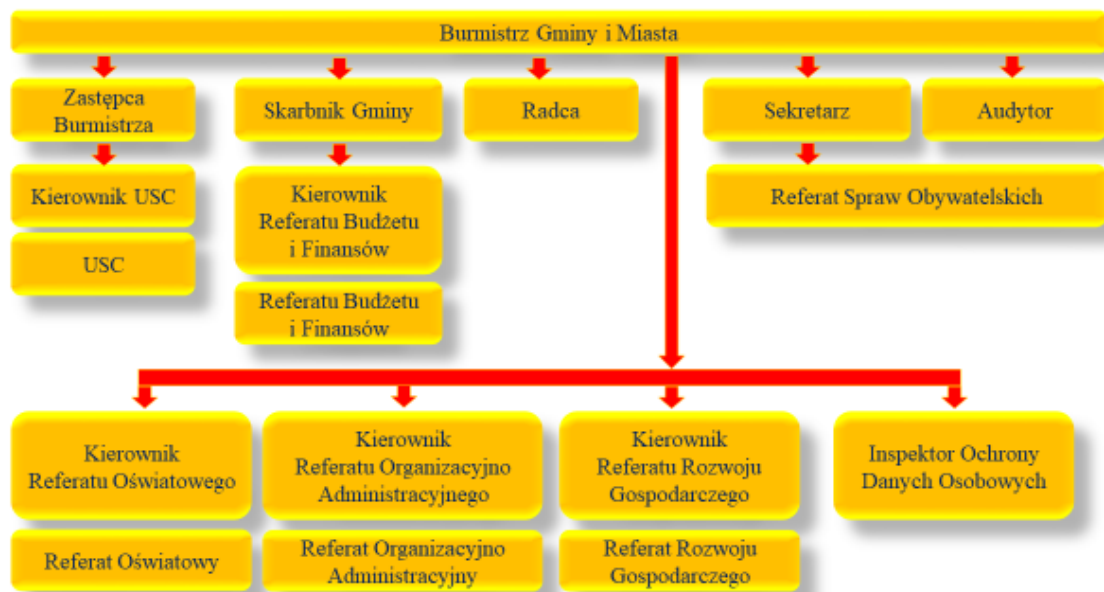 Burmistrz Gminy i Miasta
Zastępca
Burmistrza
Skarbnik Gminy
Radca
Sekretarz
Audytor
Kierownik USC
Kierownik
Referatu Budżetu
i Finansów
Referat Spraw Obywatelskich
USC
Referatu Budżetu
i Finansów
Kierownik
Referatu Oświatowego
Kierownik
Referatu Organizacyjno
Administracyjnego
Kierownik
Referatu Rozwoju
Gospodarczego
Inspektor Ochrony
Danych Osobowych
Referat Oświatowy
Referat Organizacyjno
Administracyjny
Referat Rozwoju
Gospodarczego